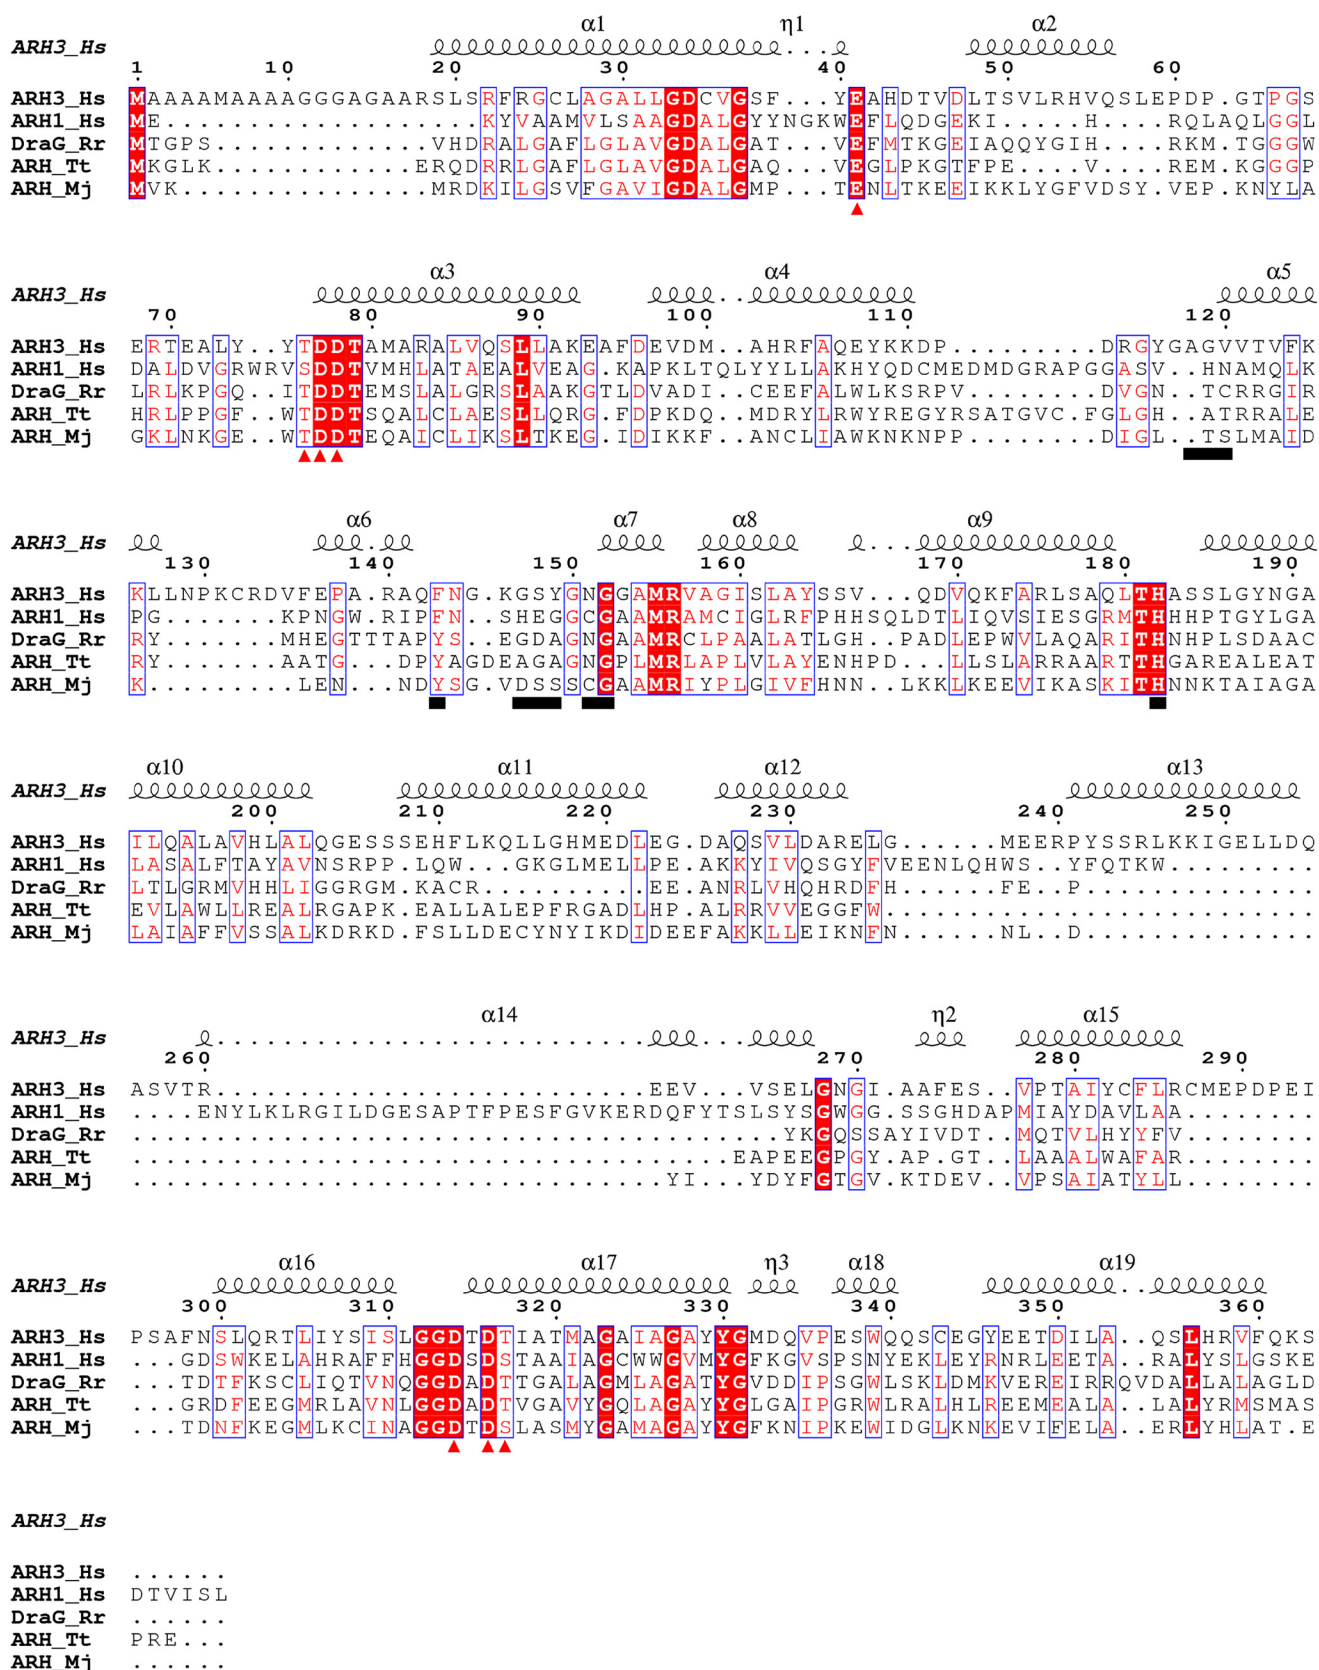 α1 η1 α2
ARH3_Hs
1 10 20 30 40 50 60
ARH3_Hs MAAAAMAAAAGGGAGAARSLSRFRGCLAGALLGDCVGSF...YEAHDTVDLTSVLRHVQSLEPDP.GTPGS
ARH1_Hs ME...................KYVAAMVLSAAGDALGYYNGKWEFLQDGEKI....H...RQLAQLGGL
DraG_Rr MTGPS.............VHDRALGAFLGLAVGDALGAT...VEFMTKGEIAQQYGIH...RKM.TGGGW
ARH_Tt MKGLK............ERQDRRLGAFLGLAVGDALGAQ...VEGLPKGTFPE....V...REM.KGGGP
ARH_Mj MVK...............MRDKILGSVFGAVIGDALGMP...TENLTKEEIKKLYGFVDSY.VEP.KNYLA
α3 α4 α5
ARH3_Hs
70 80 90 100 110 120
ARH3_Hs ERTEALY..YTDDTAMARALVQSLLAKEAFDEVDM..AHRFAQEYKKDP.........DRGYGAGVVTVFK
ARH1_Hs DALDVGRWRVSDDTVMHLATAEALVEAG.KAPKLTQLYYLLAKHYQDCMEDMDGRAPGGASV..HNAMQLK
DraG_Rr LRLKPGQ..ITDDTEMSLALGRSLAAKGTLDVADI..CEEFALWLKSRPV........DVGN..TCRRGIR
ARH_Tt HRLPPGF..WTDDTSQALCLAESLLQRG.FDPKDQ..MDRYLRWYREGYRSATGVC.FGLGH..ATRRALE
ARH_Mj GKLNKGE..WTDDTEQAICLIKSLTKEG.IDIKKF..ANCLIAWKNKNPP........DIGL..TSLMAID
α6 α7 α8 α9
ARH3_Hs
130 140 150 160 170 180 190
ARH3_Hs KLLNPKCRDVFEPA.RAQFNG.KGSYGNGGAMRVAGISLAYSSV...QDVQKFARLSAQLTHASSLGYNGA
ARH1_Hs PG........KPNGW.RIPFN..SHEGGCGAAMRAMCIGLRFPHHSQLDTLIQVSIESGRMTHHHPTGYLGA
DraG_Rr RY.......MHEGTTTAPYS..EGDAGNGAAMRCLPAALATLGH...PADLEPWVLAQARITHNHPLSDAAC
ARH_Tt RY.......AATG...DPYAGDEAGAGNGPLMRLAPLVLAYENHPD..LLSLARRAARTTHGAREALEAT
ARH_Mj K.........LEN...NDYSG.VDSSSCGAAMRIYPLGIVFHNN..LKKLKEEVIKASKITHNNKTAIAGA
α10 α11 α12 α13
ARH3_Hs
200 210 220 230 240 250
ARH3_Hs ILQALAVHLALQGESSSEHFLKQLLGHMEDLEG.DAQSVLDARELG......MEERPYSSRLKKIGELLDQ
ARH1_Hs LASALFTAYAVNSRPP.LQW...GKGLMELLPE.AKKYIVQSGYFVEENLQHWS..YFQTKW.........
DraG_Rr LTLGRMVHHLIGGRGM.KACR..........EE.ANRLVHQHRDFH......FE..P..............
ARH_Tt EVLAWLLREALRGAPK.EALLALEPFRGADLHP.ALRRVVEGGFW..........................
ARH_Mj LAIAFFVSSALKDRKD.FSLLDECYNYIKDIDEEFAKKLLEIKNFN......NL..D..............
α14 η2 α15
ARH3_Hs
260 270 280 290
ARH3_Hs ASVTR..........................EEV...VSELGNGI.AAFES..VPTAIYCFLRCMEPDPEI
ARH1_Hs ....ENYLKLRGILDGESAPTFPESFGVKERDQFYTSLSYSGWGG.SSGHDAPMIAYDAVLAA........
DraG_Rr .......................................YKGQSSAYIVDT..MQTVLHYYFV........
ARH_Tt ....................................EAPEEGPGY.AP.GT..LAAALWAFAR........
ARH_Mj ................................YI...YDYFGTGV.KTDEV..VPSAIATYLL........
α16 α17 η3 α18 α19
ARH3_Hs
300 310 320 330 340 350 360
ARH3_Hs PSAFNSLQRTLIYSISLGGDTDTIATMAGAIAGAYYGMDQVPESWQQSCEGYEETDILA..QSLHRVFQKS
ARH1_Hs ...GDSWKELAHRAFFHGGDSDSTAAIAGCWWGVMYGFKGVSPSNYEKLEYRNRLEETA..RALYSLGSKE
DraG_Rr ...TDTFKSCLIQTVNQGGDADTTGALAGMLAGATYGVDDIPSGWLSKLDMKVEREIRRQVDALLALAGLD
ARH_Tt ...GRDFEEGMRLAVNLGGDADTVGAVYGQLAGAYYGLGAIPGRWLRALHLREEMEALA..LALYRMSMAS
ARH_Mj ...TDNFKEGMLKCINAGGDTDSLASMYGAMAGAYYGFKNIPKEWIDGLKNKEVIFELA..ERLYHLAT.E
ARH3_Hs
ARH3_Hs ......
ARH1_Hs DTVISL
DraG_Rr ......
ARH_Tt PRE...
ARH_Mj ......